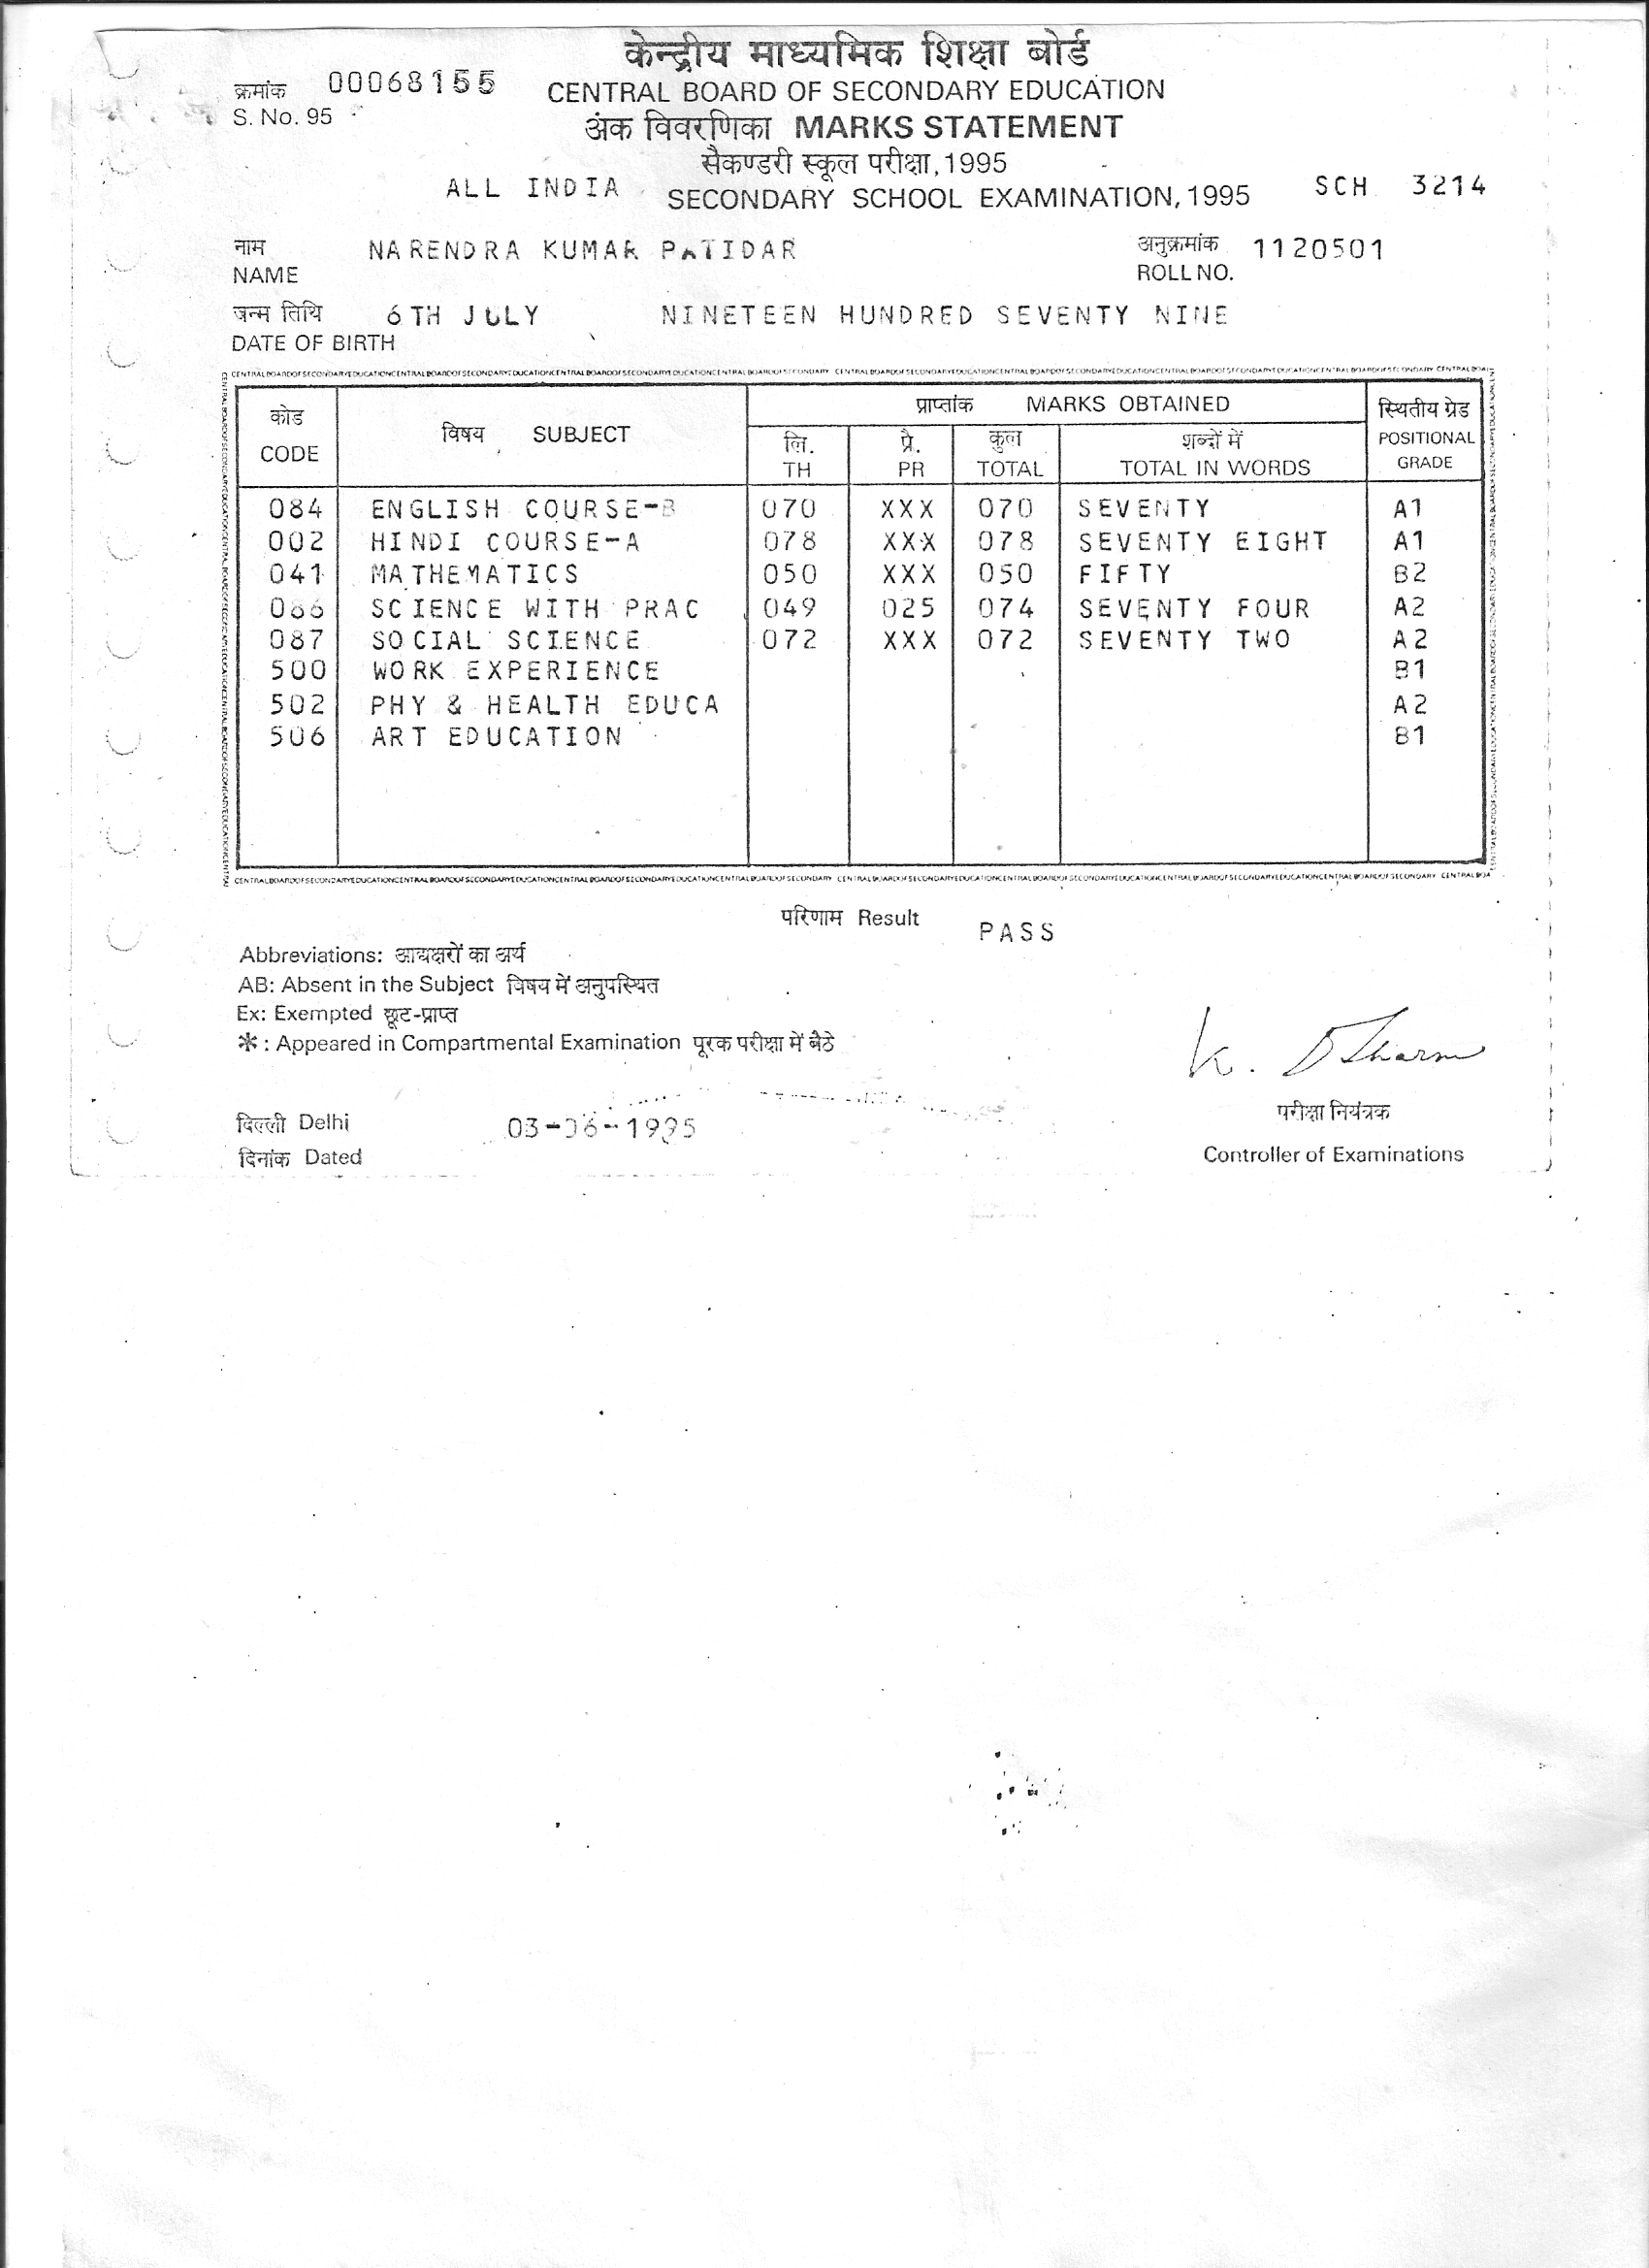 केन्द्रीय माध्यमिक शिक्षा बोर्ड
क्रमांक 00068155 CENTRAL BOARD OF SECONDARY EDUCATION
S. No. 95 अंक विवरणिका MARKS STATEMENT
सैकण्डरी स्कूल परीक्षा, 1995
ALL INDIA SECONDARY SCHOOL EXAMINATION, 1995 SCH 3214
नाम NARENDRA KUMAR PATIDAR अनुक्रमांक 1120501
NAME ROLL NO.
जन्म तिथि 6TH JULY NINETEEN HUNDRED SEVENTY NINE
DATE OF BIRTH
कोड विषय SUBJECT प्राप्तांक MARKS OBTAINED स्थितीय ग्रेड
CODE लि. प्रै. कुल शब्दों में POSITIONAL
TH PR TOTAL TOTAL IN WORDS GRADE
084 ENGLISH COURSE-B 070 XXX 070 SEVENTY A1
002 HINDI COURSE-A 078 XXX 078 SEVENTY EIGHT A1
041 MATHEMATICS 050 XXX 050 FIFTY B2
086 SCIENCE WITH PRAC 049 025 074 SEVENTY FOUR A2
087 SOCIAL SCIENCE 072 XXX 072 SEVENTY TWO A2
500 WORK EXPERIENCE B1
502 PHY & HEALTH EDUCA A2
506 ART EDUCATION B1
परिणाम Result PASS
Abbreviations: आद्यक्षरों का अर्थ
AB: Absent in the Subject विषय में अनुपस्थित
Ex: Exempted छूट-प्राप्त
* : Appeared in Compartmental Examination पूरक परीक्षा में बैठे
K. D Sharma
दिल्ली Delhi 03-06-1995 परीक्षा नियंत्रक
दिनांक Dated Controller of Examinations